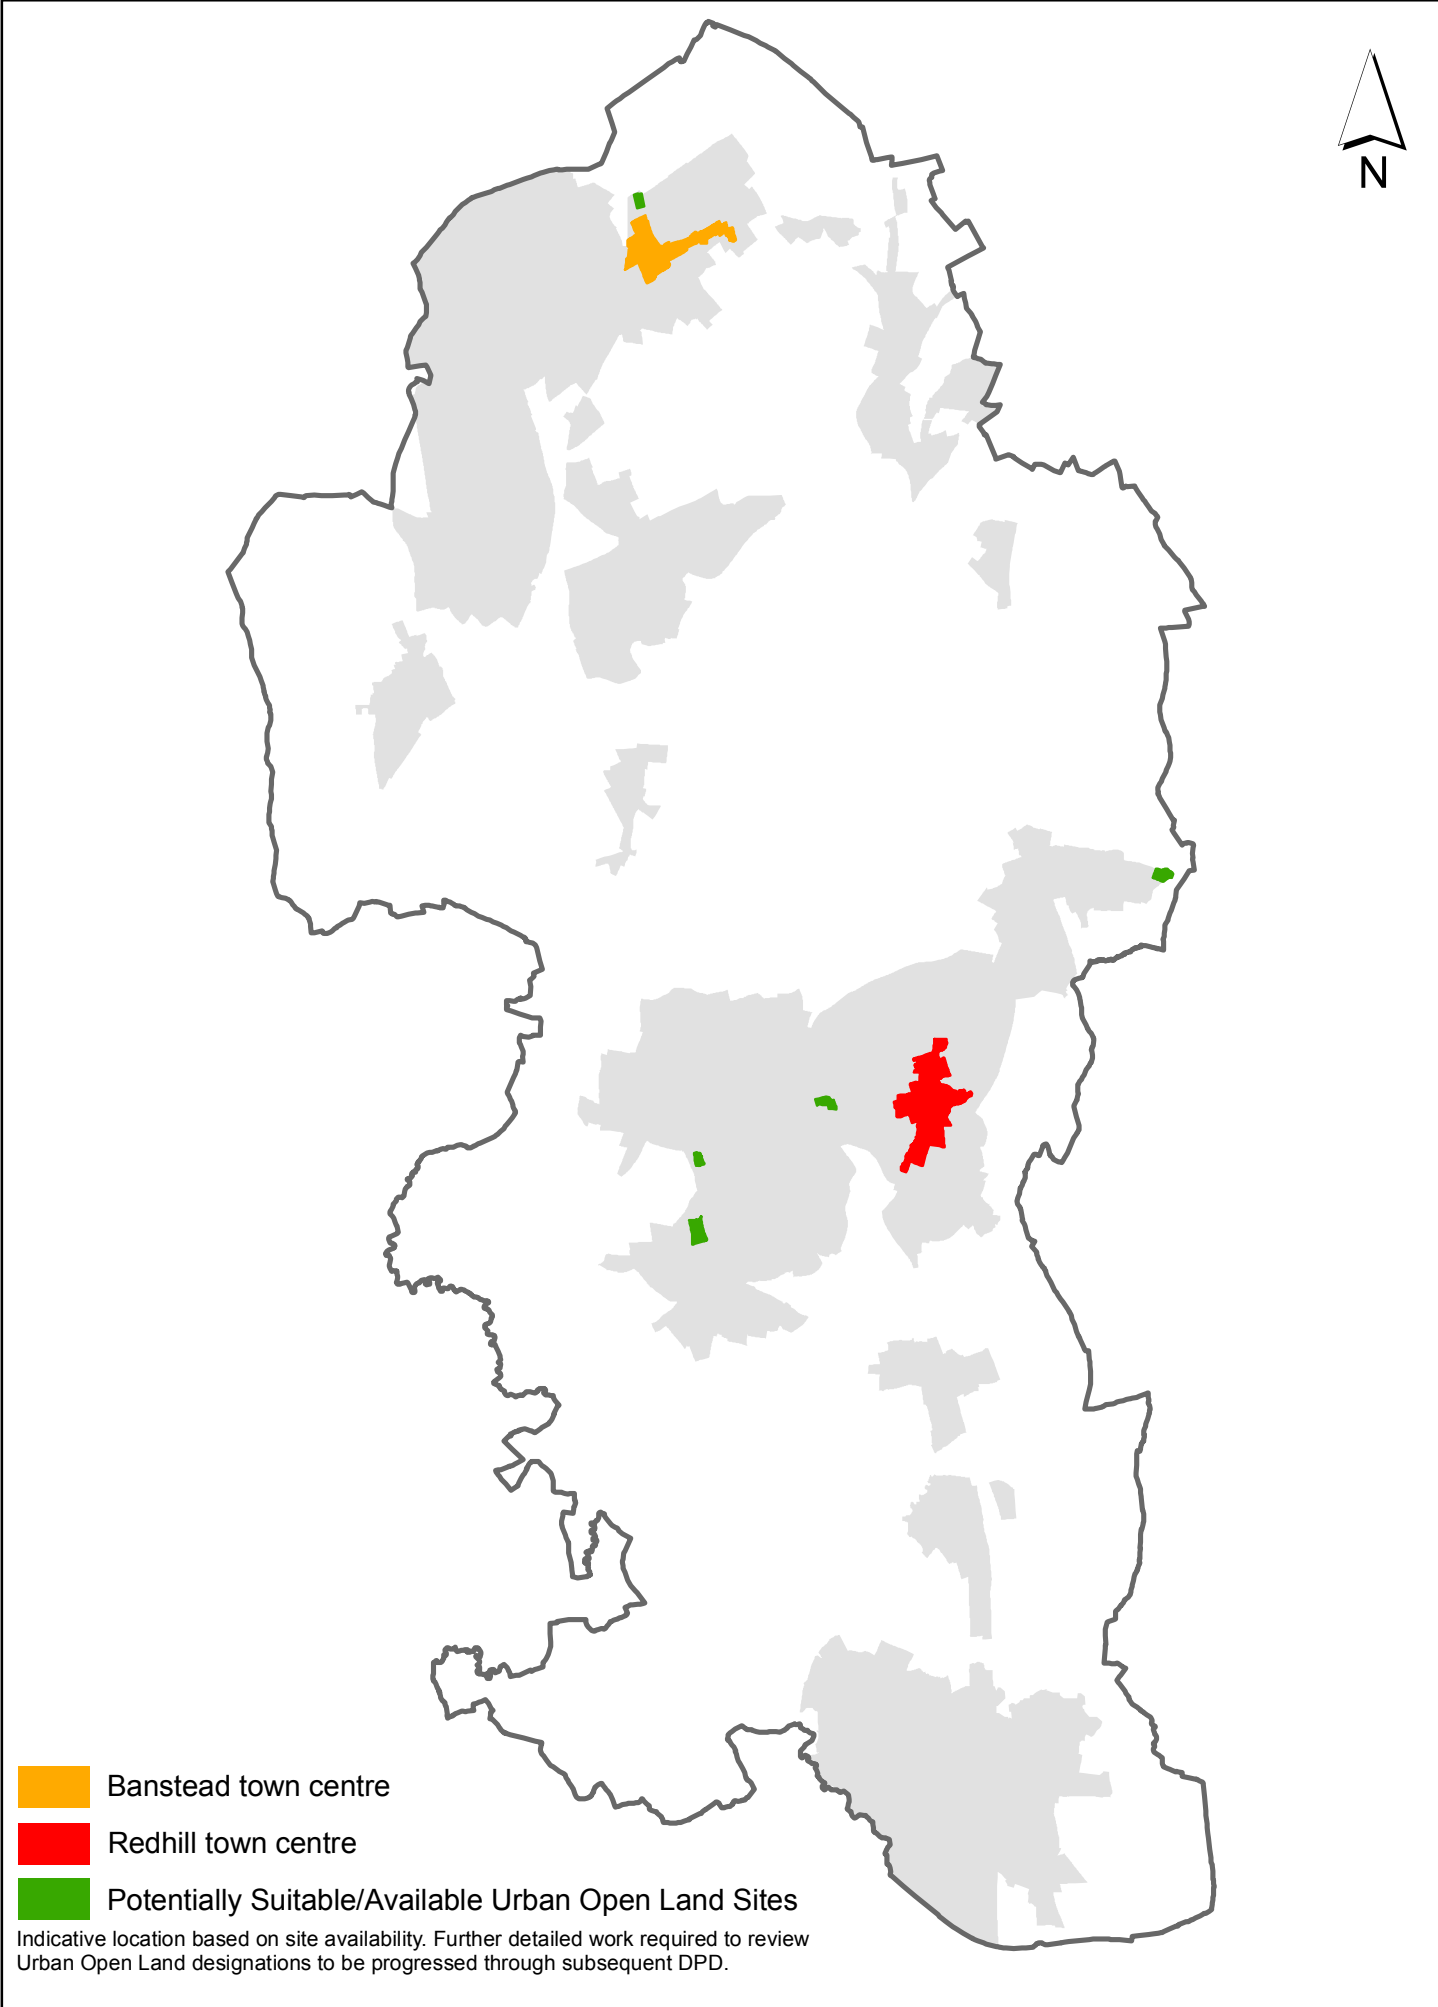 N
Banstead town centre
Redhill town centre
Potentially Suitable/Available Urban Open Land Sites
Indicative location based on site availability. Further detailed work required to review
Urban Open Land designations to be progressed through subsequent DPD.